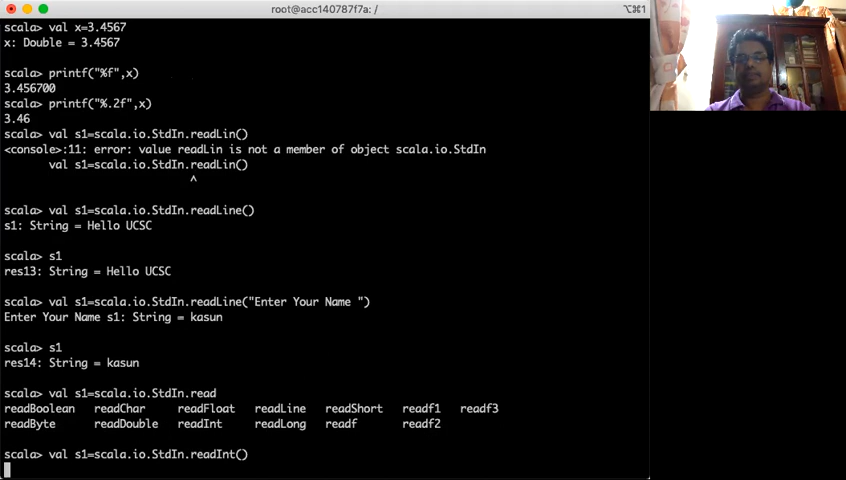 root@acc140787f7a: /
⌥⌘1
scala> val x=3.4567
x: Double = 3.4567
scala> printf("%f",x)
3.456700
scala> printf("%.2f",x)
3.46
scala> val s1=scala.io.StdIn.readLin()
<console>:11: error: value readLin is not a member of object scala.io.StdIn
       val s1=scala.io.StdIn.readLin()
^
scala> val s1=scala.io.StdIn.readLine()
s1: String = Hello UCSC
scala> s1
res13: String = Hello UCSC
scala> val s1=scala.io.StdIn.readLine("Enter Your Name ")
Enter Your Name s1: String = kasun
scala> s1
res14: String = kasun
scala> val s1=scala.io.StdIn.read
readBoolean   readChar     readFloat   readLine   readShort   readf1   readf3
readByte      readDouble   readInt     readLong   readf       readf2
scala> val s1=scala.io.StdIn.readInt()